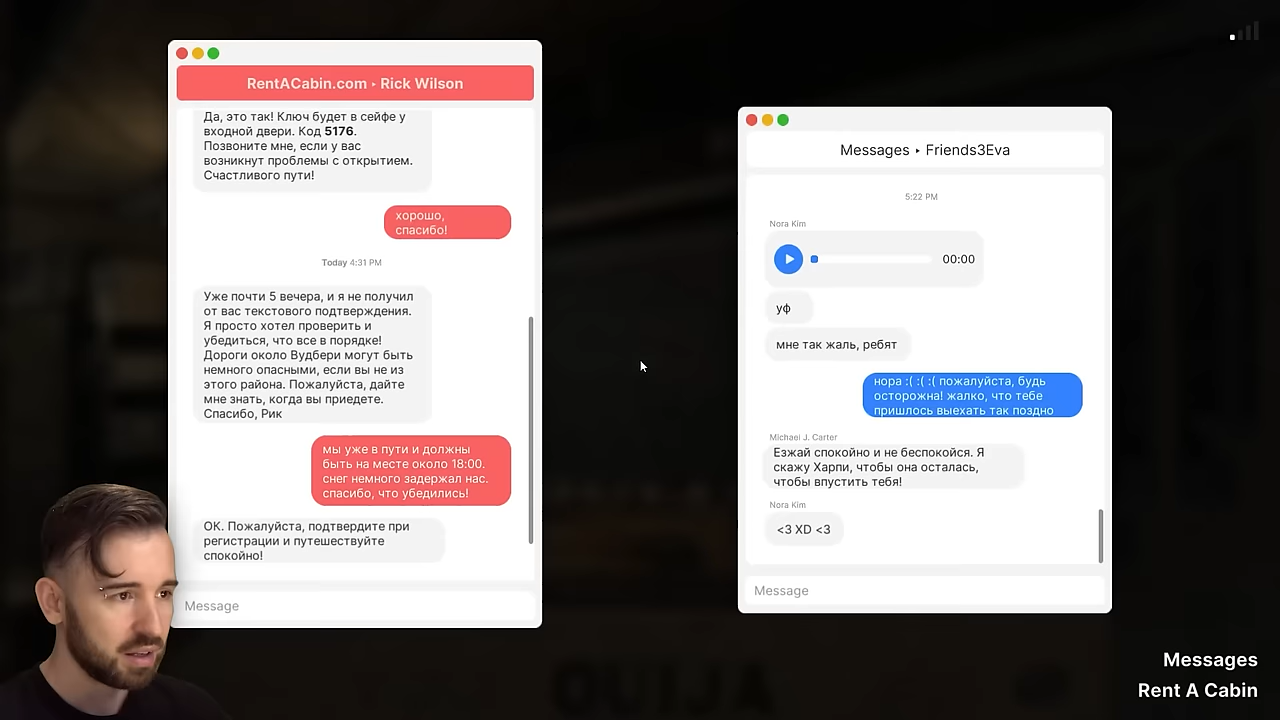 RentACabin.com ▸ Rick Wilson
Да, это так! Ключ будет в сейфе у
входной двери. Код 5176.
Позвоните мне, если у вас
возникнут проблемы с открытием.
Счастливого пути!
хорошо,
спасибо!
Today 4:31 PM
Уже почти 5 вечера, и я не получил
от вас текстового подтверждения.
Я просто хотел проверить и
убедиться, что все в порядке!
Дороги около Вудбери могут быть
немного опасными, если вы не из
этого района. Пожалуйста, дайте
мне знать, когда вы приедете.
Спасибо, Рик
мы уже в пути и должны
быть на месте около 18:00.
снег немного задержал нас.
спасибо, что убедились!
ОК. Пожалуйста, подтвердите при
регистрации и путешествуйте
спокойно!
Message
Messages ▸ Friends3Eva
5:22 PM
Nora Kim
00:00
уф
мне так жаль, ребят
нора :( :( :( пожалуйста, будь
осторожна! жалко, что тебе
пришлось выехать так поздно
Michael J. Carter
Езжай спокойно и не беспокойся. Я
скажу Харпи, чтобы она осталась,
чтобы впустить тебя!
Nora Kim
<3 XD <3
Message
OUIJA
Messages
Rent A Cabin